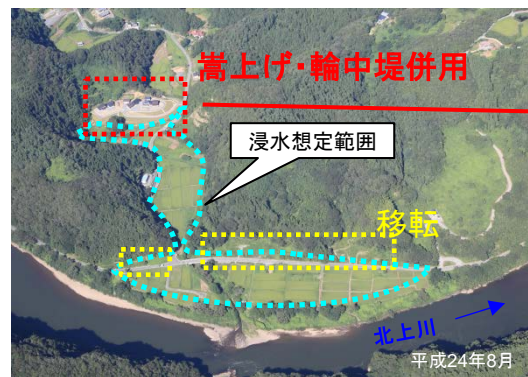 嵩上げ・輪中堤併用
浸水想定範囲
移転
北上川
平成24年8月